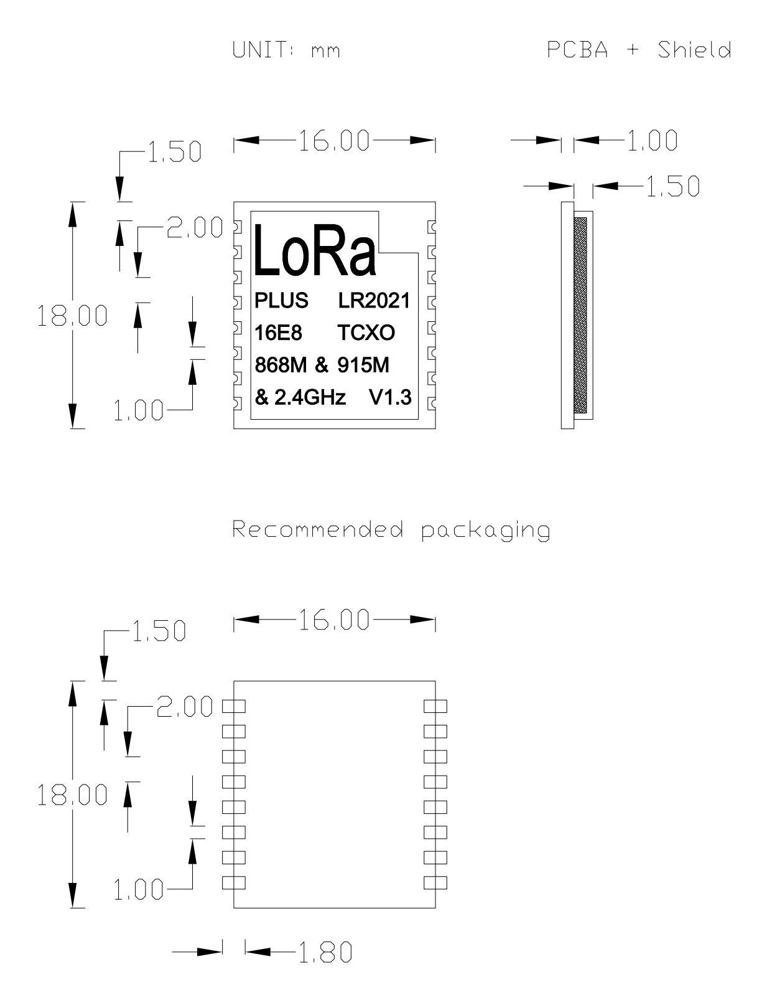 UNIT: mm
PCBA + Shield
16.00
1.00
1.50
1.50
2.00
18.00
1.00
LoRa
PLUS LR2021
16E8 TCXO
868M & 915M
& 2.4GHz V1.3
Recommended packaging
16.00
1.50
2.00
18.00
1.00
1.80